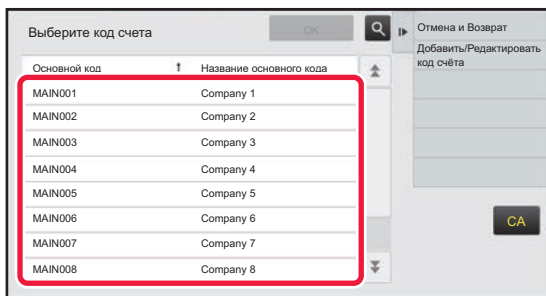 Выберите код счета
OK
Отмена и Возврат
Добавить/Редактировать
код счёта
Основной код
Название основного кода
MAIN001 Company 1
MAIN002 Company 2
MAIN003 Company 3
MAIN004 Company 4
MAIN005 Company 5
MAIN006 Company 6
MAIN007 Company 7
MAIN008 Company 8
CA